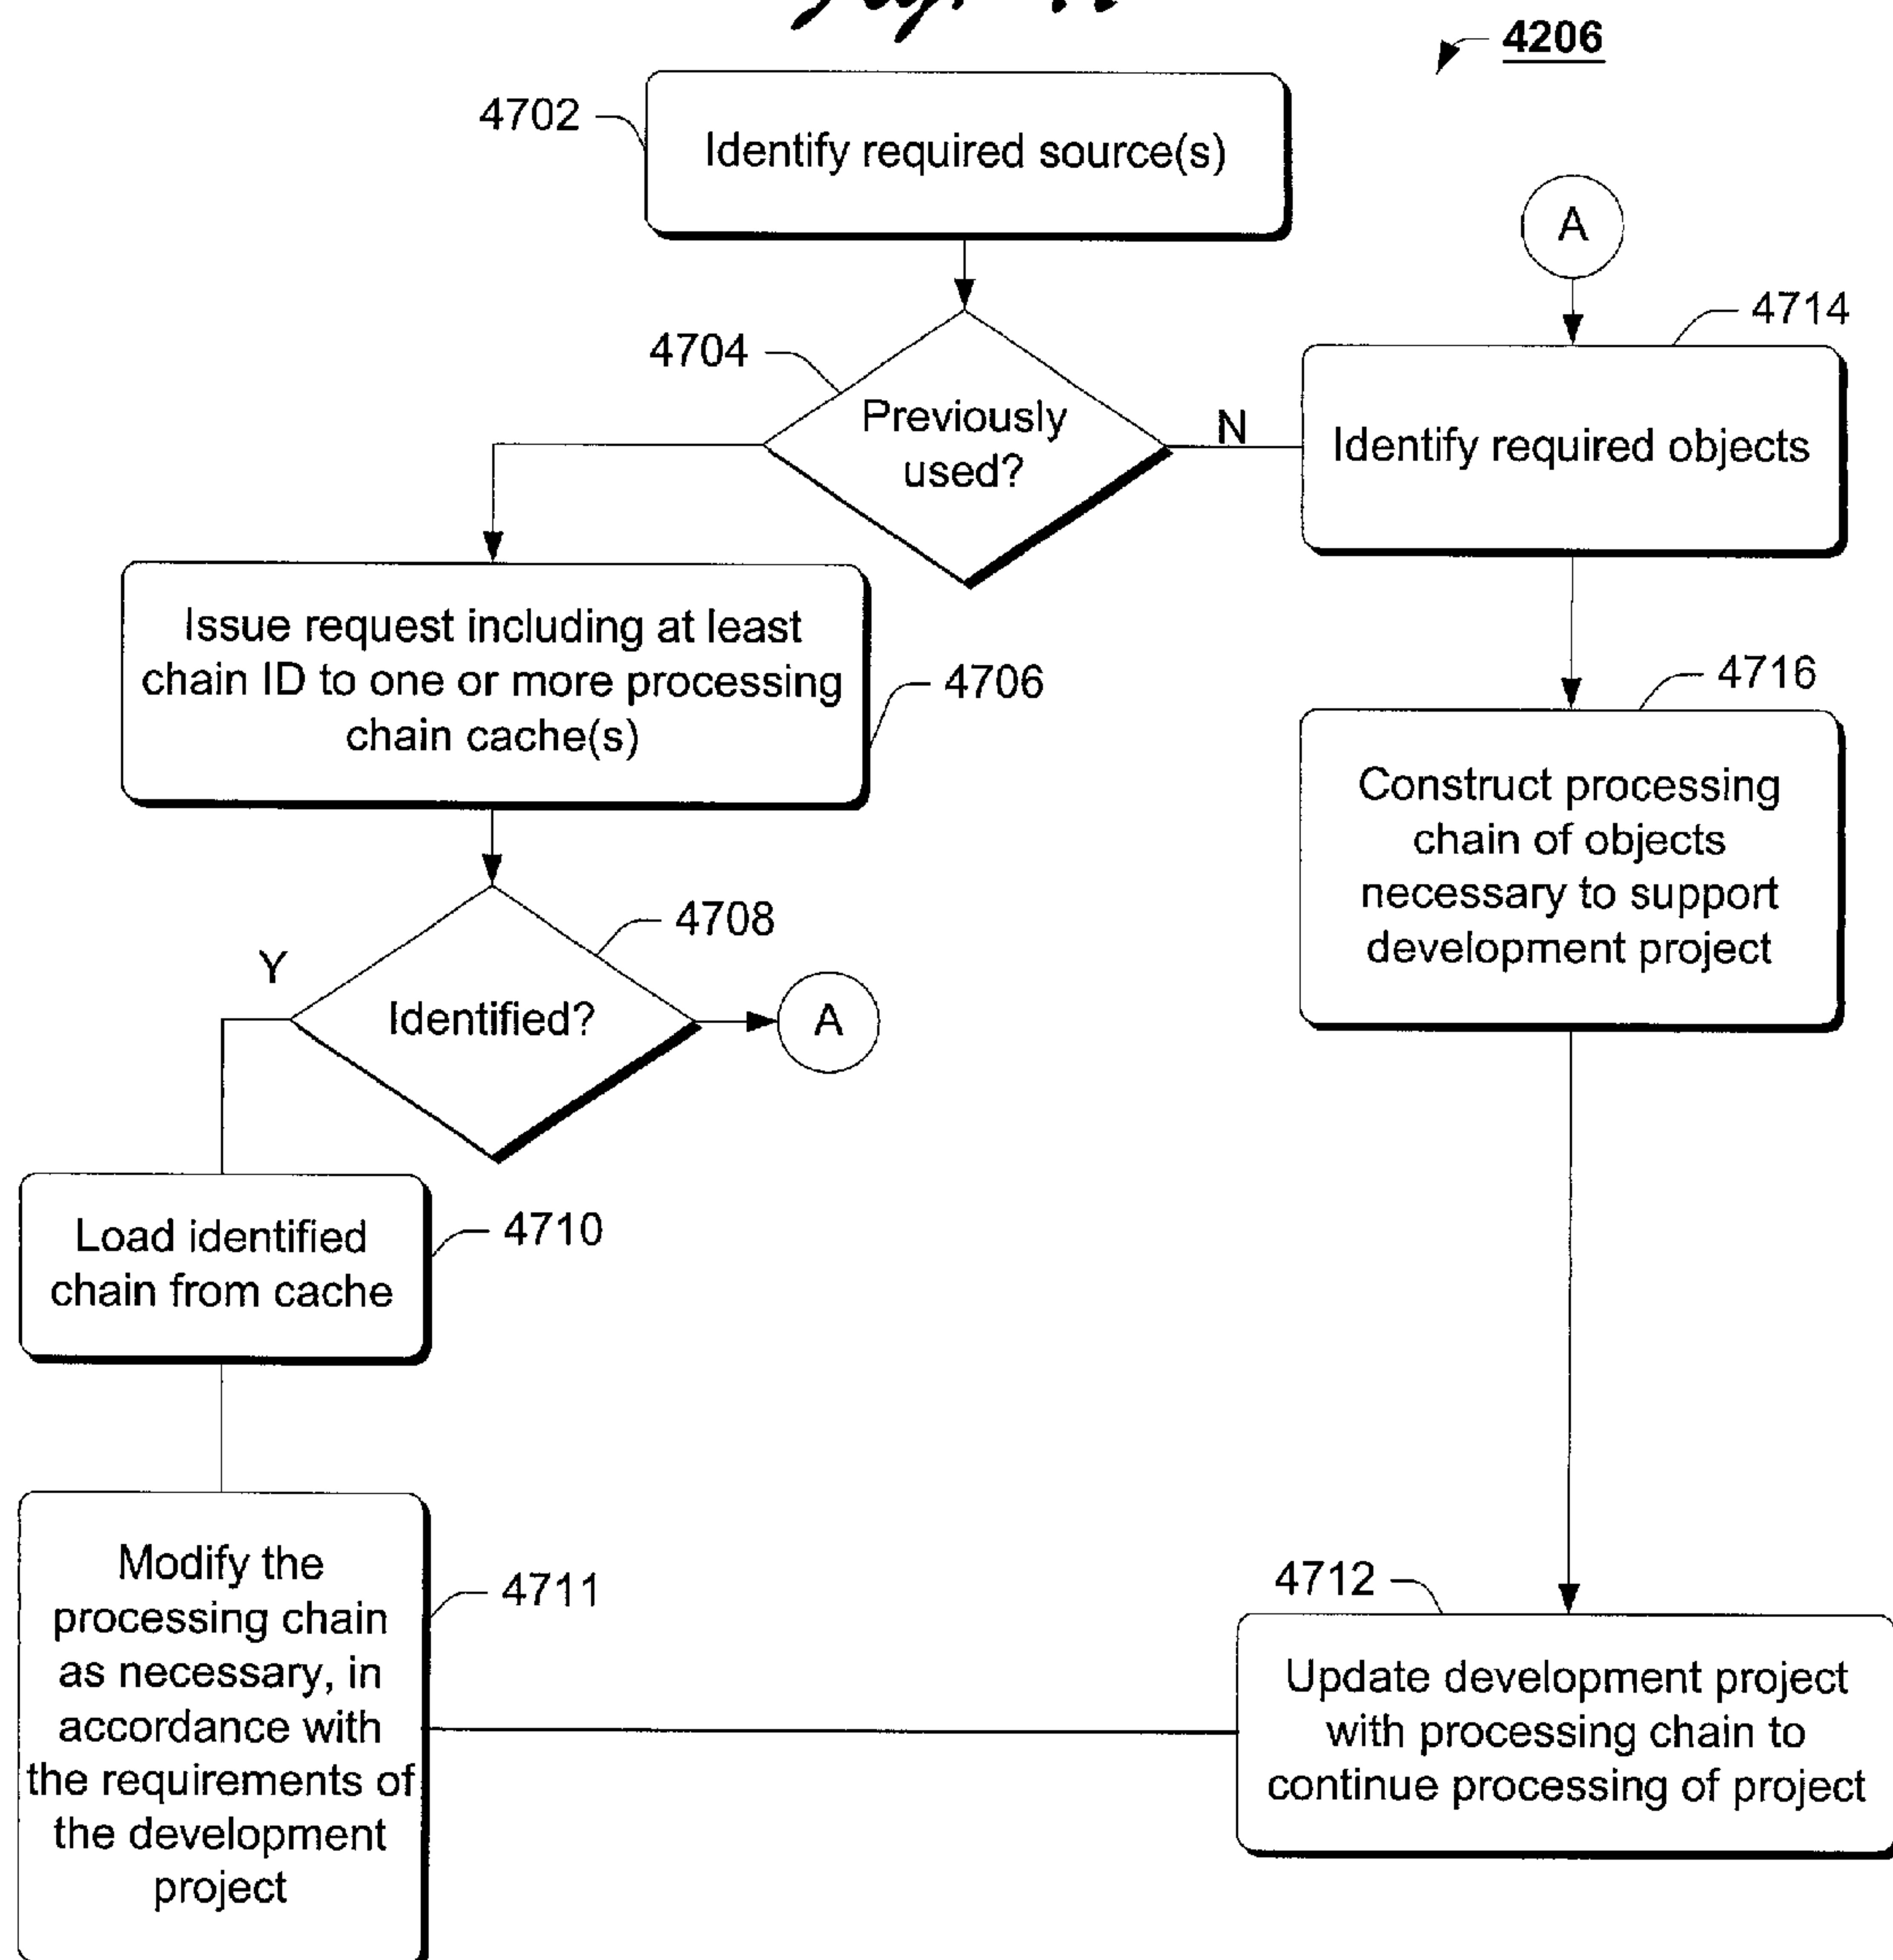 4206
4702
Identify required source(s)
A
4714
4704
Previously
used?
N
Identify required objects
Issue request including at least
chain ID to one or more processing
chain cache(s)
4706
4716
Construct processing
chain of objects
necessary to support
development project
4708
Y
Identified?
A
Load identified
chain from cache
4710
Modify the
processing chain
as necessary, in
accordance with
the requirements of
the development
project
4711
4712
Update development project
with processing chain to
continue processing of project